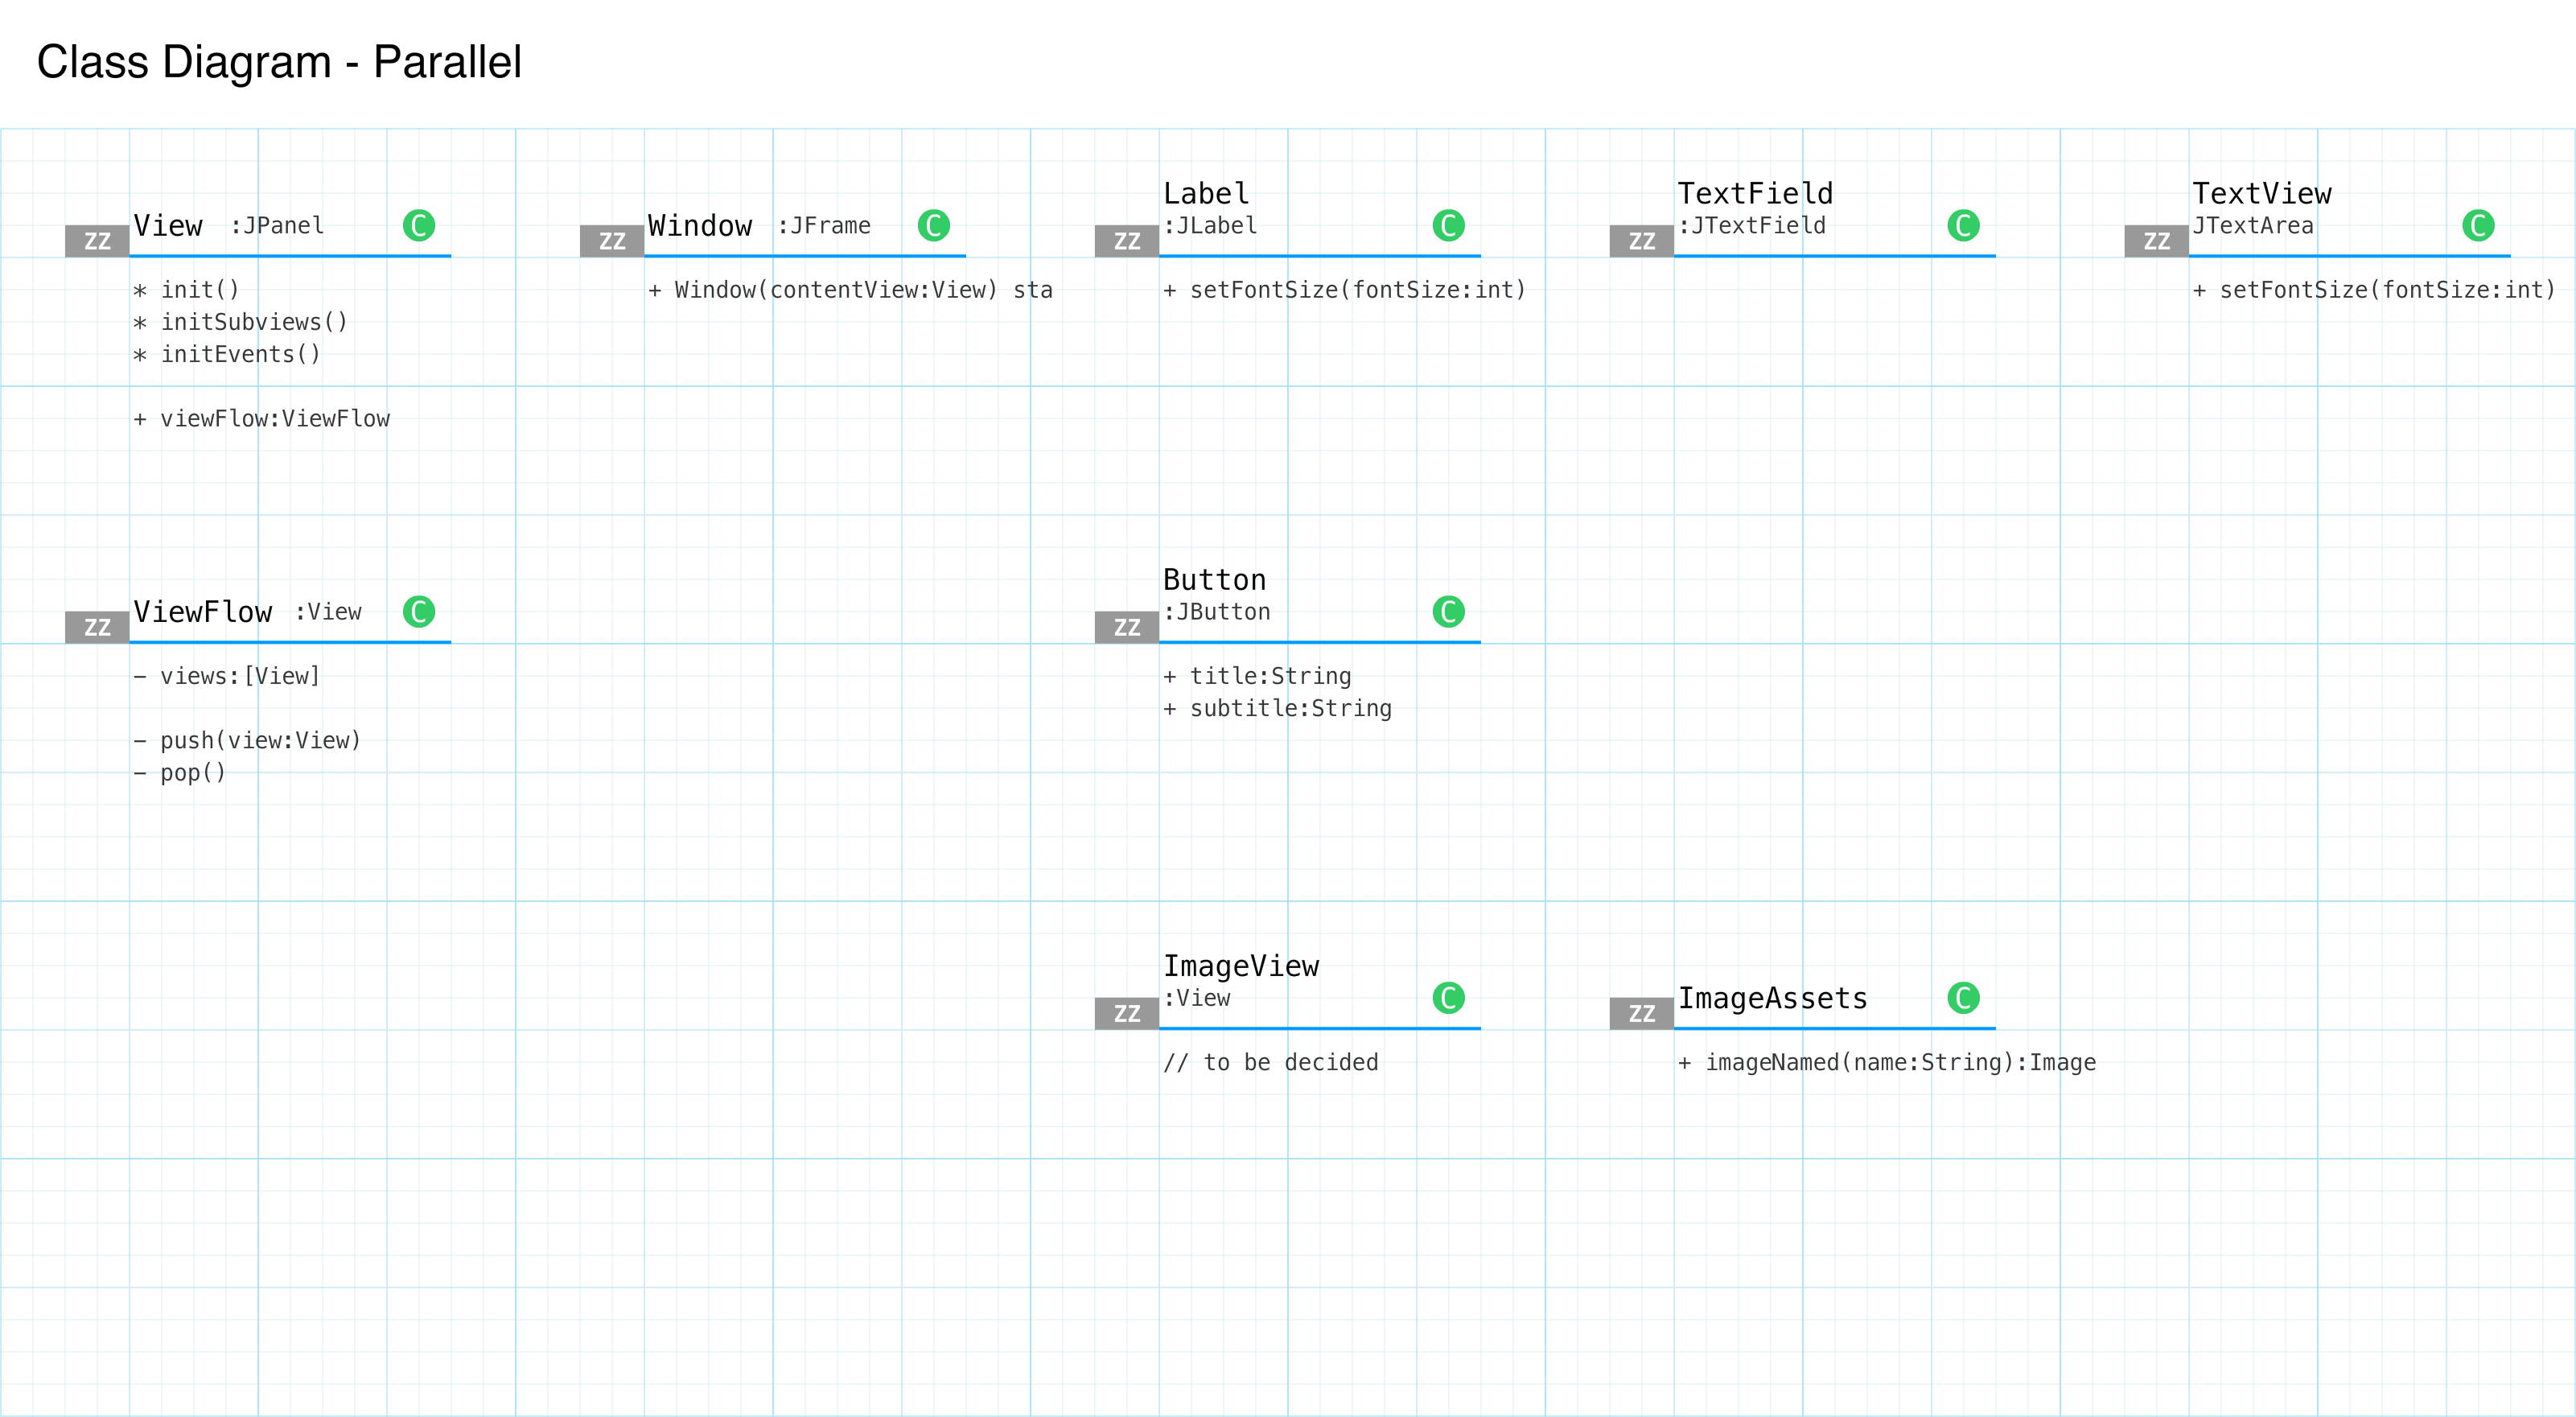 Class Diagram - Parallel
ZZ View :JPanel C
* init()
* initSubviews()
* initEvents()
+ viewFlow:ViewFlow
ZZ Window :JFrame C
+ Window(contentView:View) sta
Label
ZZ :JLabel C
+ setFontSize(fontSize:int)
TextField
ZZ :JTextField C
TextView
ZZ JTextArea C
+ setFontSize(fontSize:int)
ZZ ViewFlow :View C
− views:[View]
− push(view:View)
− pop()
Button
ZZ :JButton C
+ title:String
+ subtitle:String
ImageView
ZZ :View C
// to be decided
ZZ ImageAssets C
+ imageNamed(name:String):Image